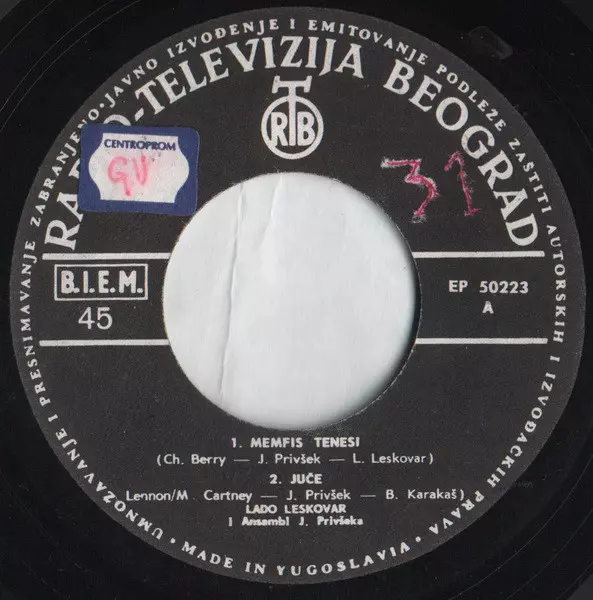 UMNOZAVANJE I PRESNIMAVANJE ZABRANJENO · JAVNO IZVOĐENJE I EMITOVANJE PODLEŽE ZAŠTITI AUTORSKIH I IZVOĐAČKIH PRAVA ·
RADIO-TELEVIZIJA BEOGRAD
RTB
CENTROPROM
GV
31
B.I.E.M.
45
EP 50223
A
1. MEMFIS TENESI
(Ch. Berry — J. Privšek — L. Leskovar)
2. JUČE
Lennon/M. Cartney — J. Privšek — B. Karakaš)
LADO LESKOVAR
i Ansambl J. Privšeka
· MADE IN YUGOSLAVIA ·